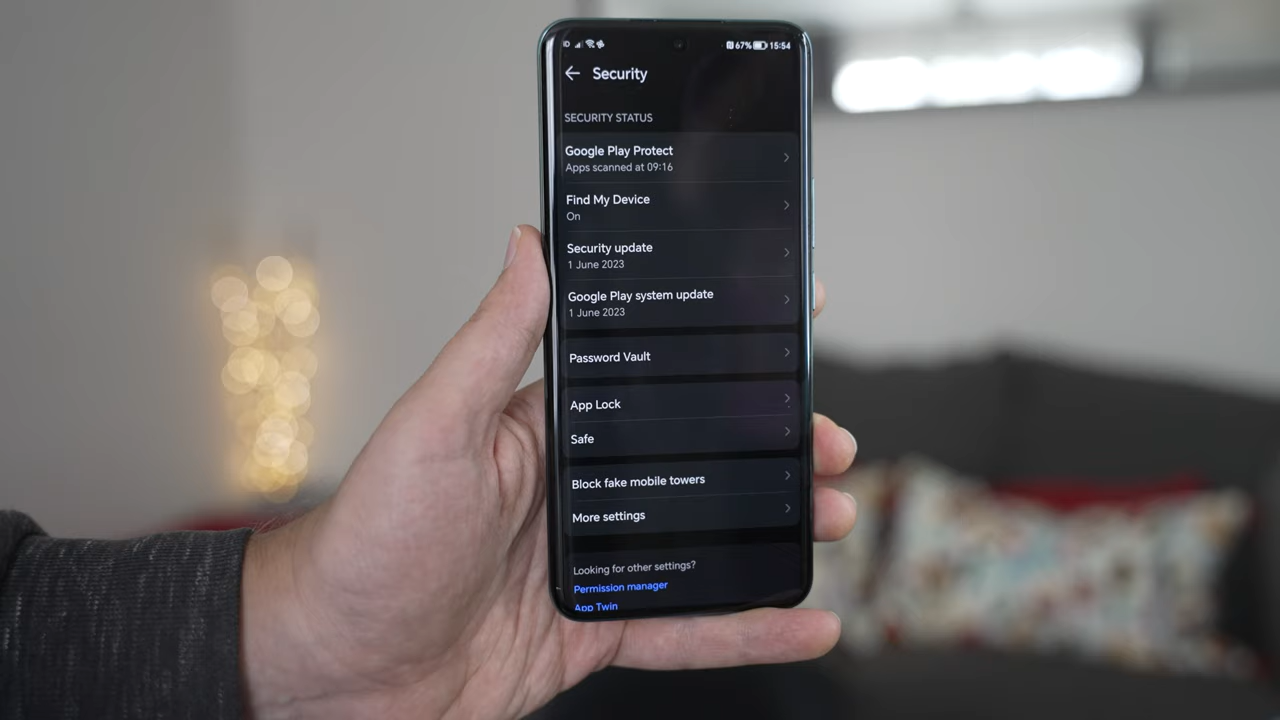 67% 15:54
Security
SECURITY STATUS
Google Play Protect
Apps scanned at 09:16
Find My Device
On
Security update
1 June 2023
Google Play system update
1 June 2023
Password Vault
App Lock
Safe
Block fake mobile towers
More settings
Looking for other settings?
Permission manager
App Twin